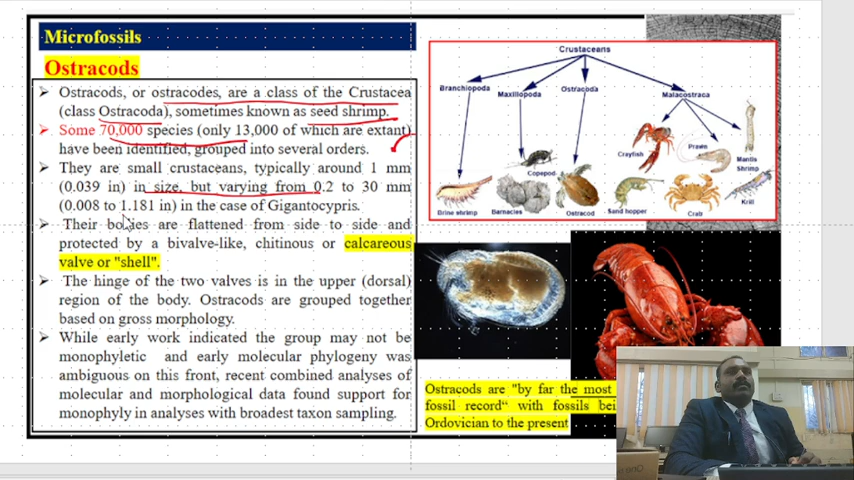 Microfossils
Ostracods
Ostracods, or ostracodes, are a class of the Crustacea
(class Ostracoda), sometimes known as seed shrimp.
Some 70,000 species (only 13,000 of which are extant)
have been identified, grouped into several orders.
They are small crustaceans, typically around 1 mm
(0.039 in) in size, but varying from 0.2 to 30 mm
(0.008 to 1.181 in) in the case of Gigantocypris.
Their bodies are flattened from side to side and
protected by a bivalve-like, chitinous or calcareous
valve or "shell".
The hinge of the two valves is in the upper (dorsal)
region of the body. Ostracods are grouped together
based on gross morphology.
While early work indicated the group may not be
monophyletic and early molecular phylogeny was
ambiguous on this front, recent combined analyses of
molecular and morphological data found support for
monophyly in analyses with broadest taxon sampling.
Crustaceans
Branchiopoda
Maxillopoda
Ostracoda
Malacostraca
Copepod
Crayfish
Prawn
Mantis
Shrimp
Brine shrimp
Barnacles
Ostracod
Sand hopper
Crab
Krill
Ostracods are "by far the most
fossil record" with fossils bei
Ordovician to the present